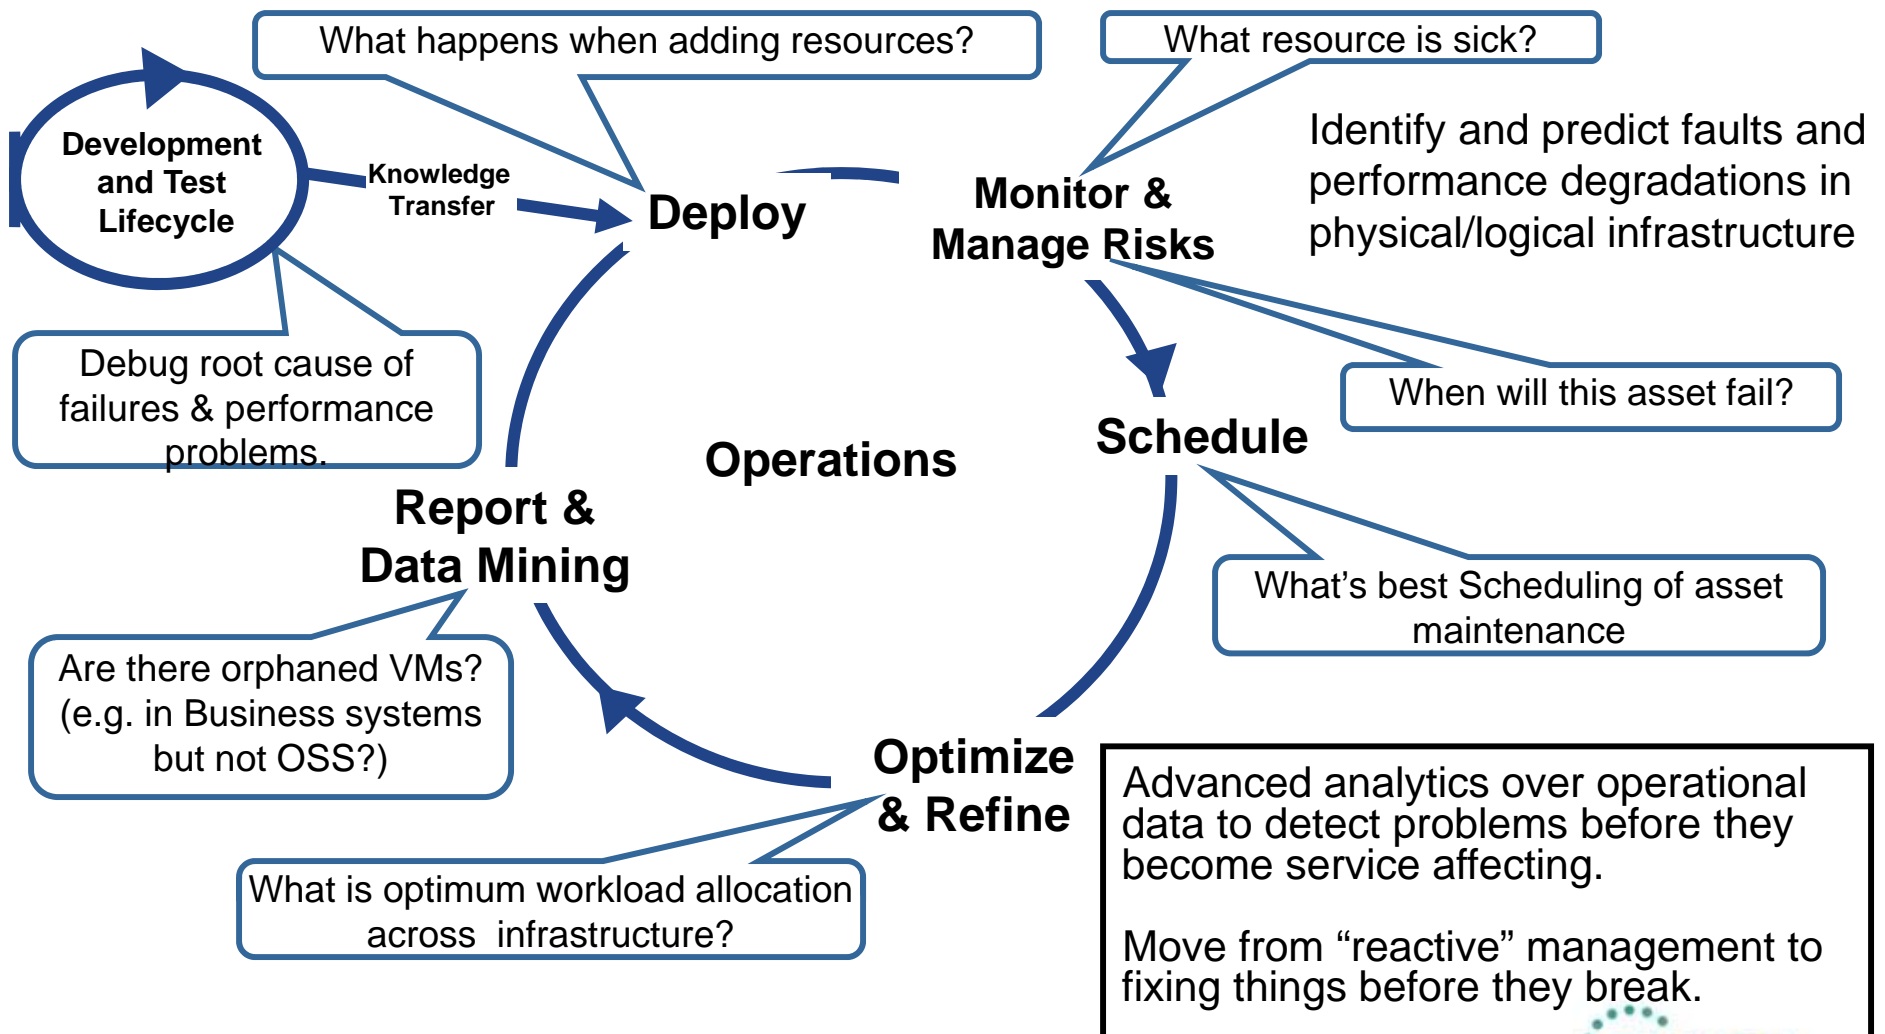 What happens when adding resources?
What resource is sick?
Development
and Test
Lifecycle
Knowledge
Transfer
Deploy
Monitor &
Manage Risks
Identify and predict faults and
performance degradations in
physical/logical infrastructure
Debug root cause of
failures & performance
problems.
When will this asset fail?
Operations
Schedule
Report &
Data Mining
What's best Scheduling of asset
maintenance
Are there orphaned VMs?
(e.g. in Business systems
but not OSS?)
Optimize
& Refine
What is optimum workload allocation
across infrastructure?
Advanced analytics over operational
data to detect problems before they
become service affecting.
Move from “reactive” management to
fixing things before they break.